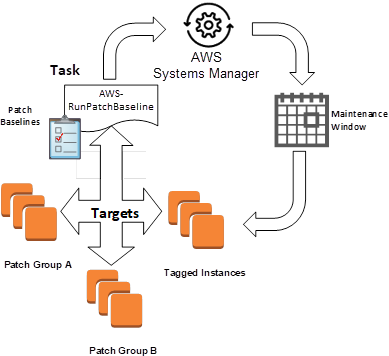 AWS
Systems Manager
Task
AWS-
RunPatchBaseline
Patch
Baselines
Maintenance
Window
Targets
Patch Group A
Tagged Instances
Patch Group B